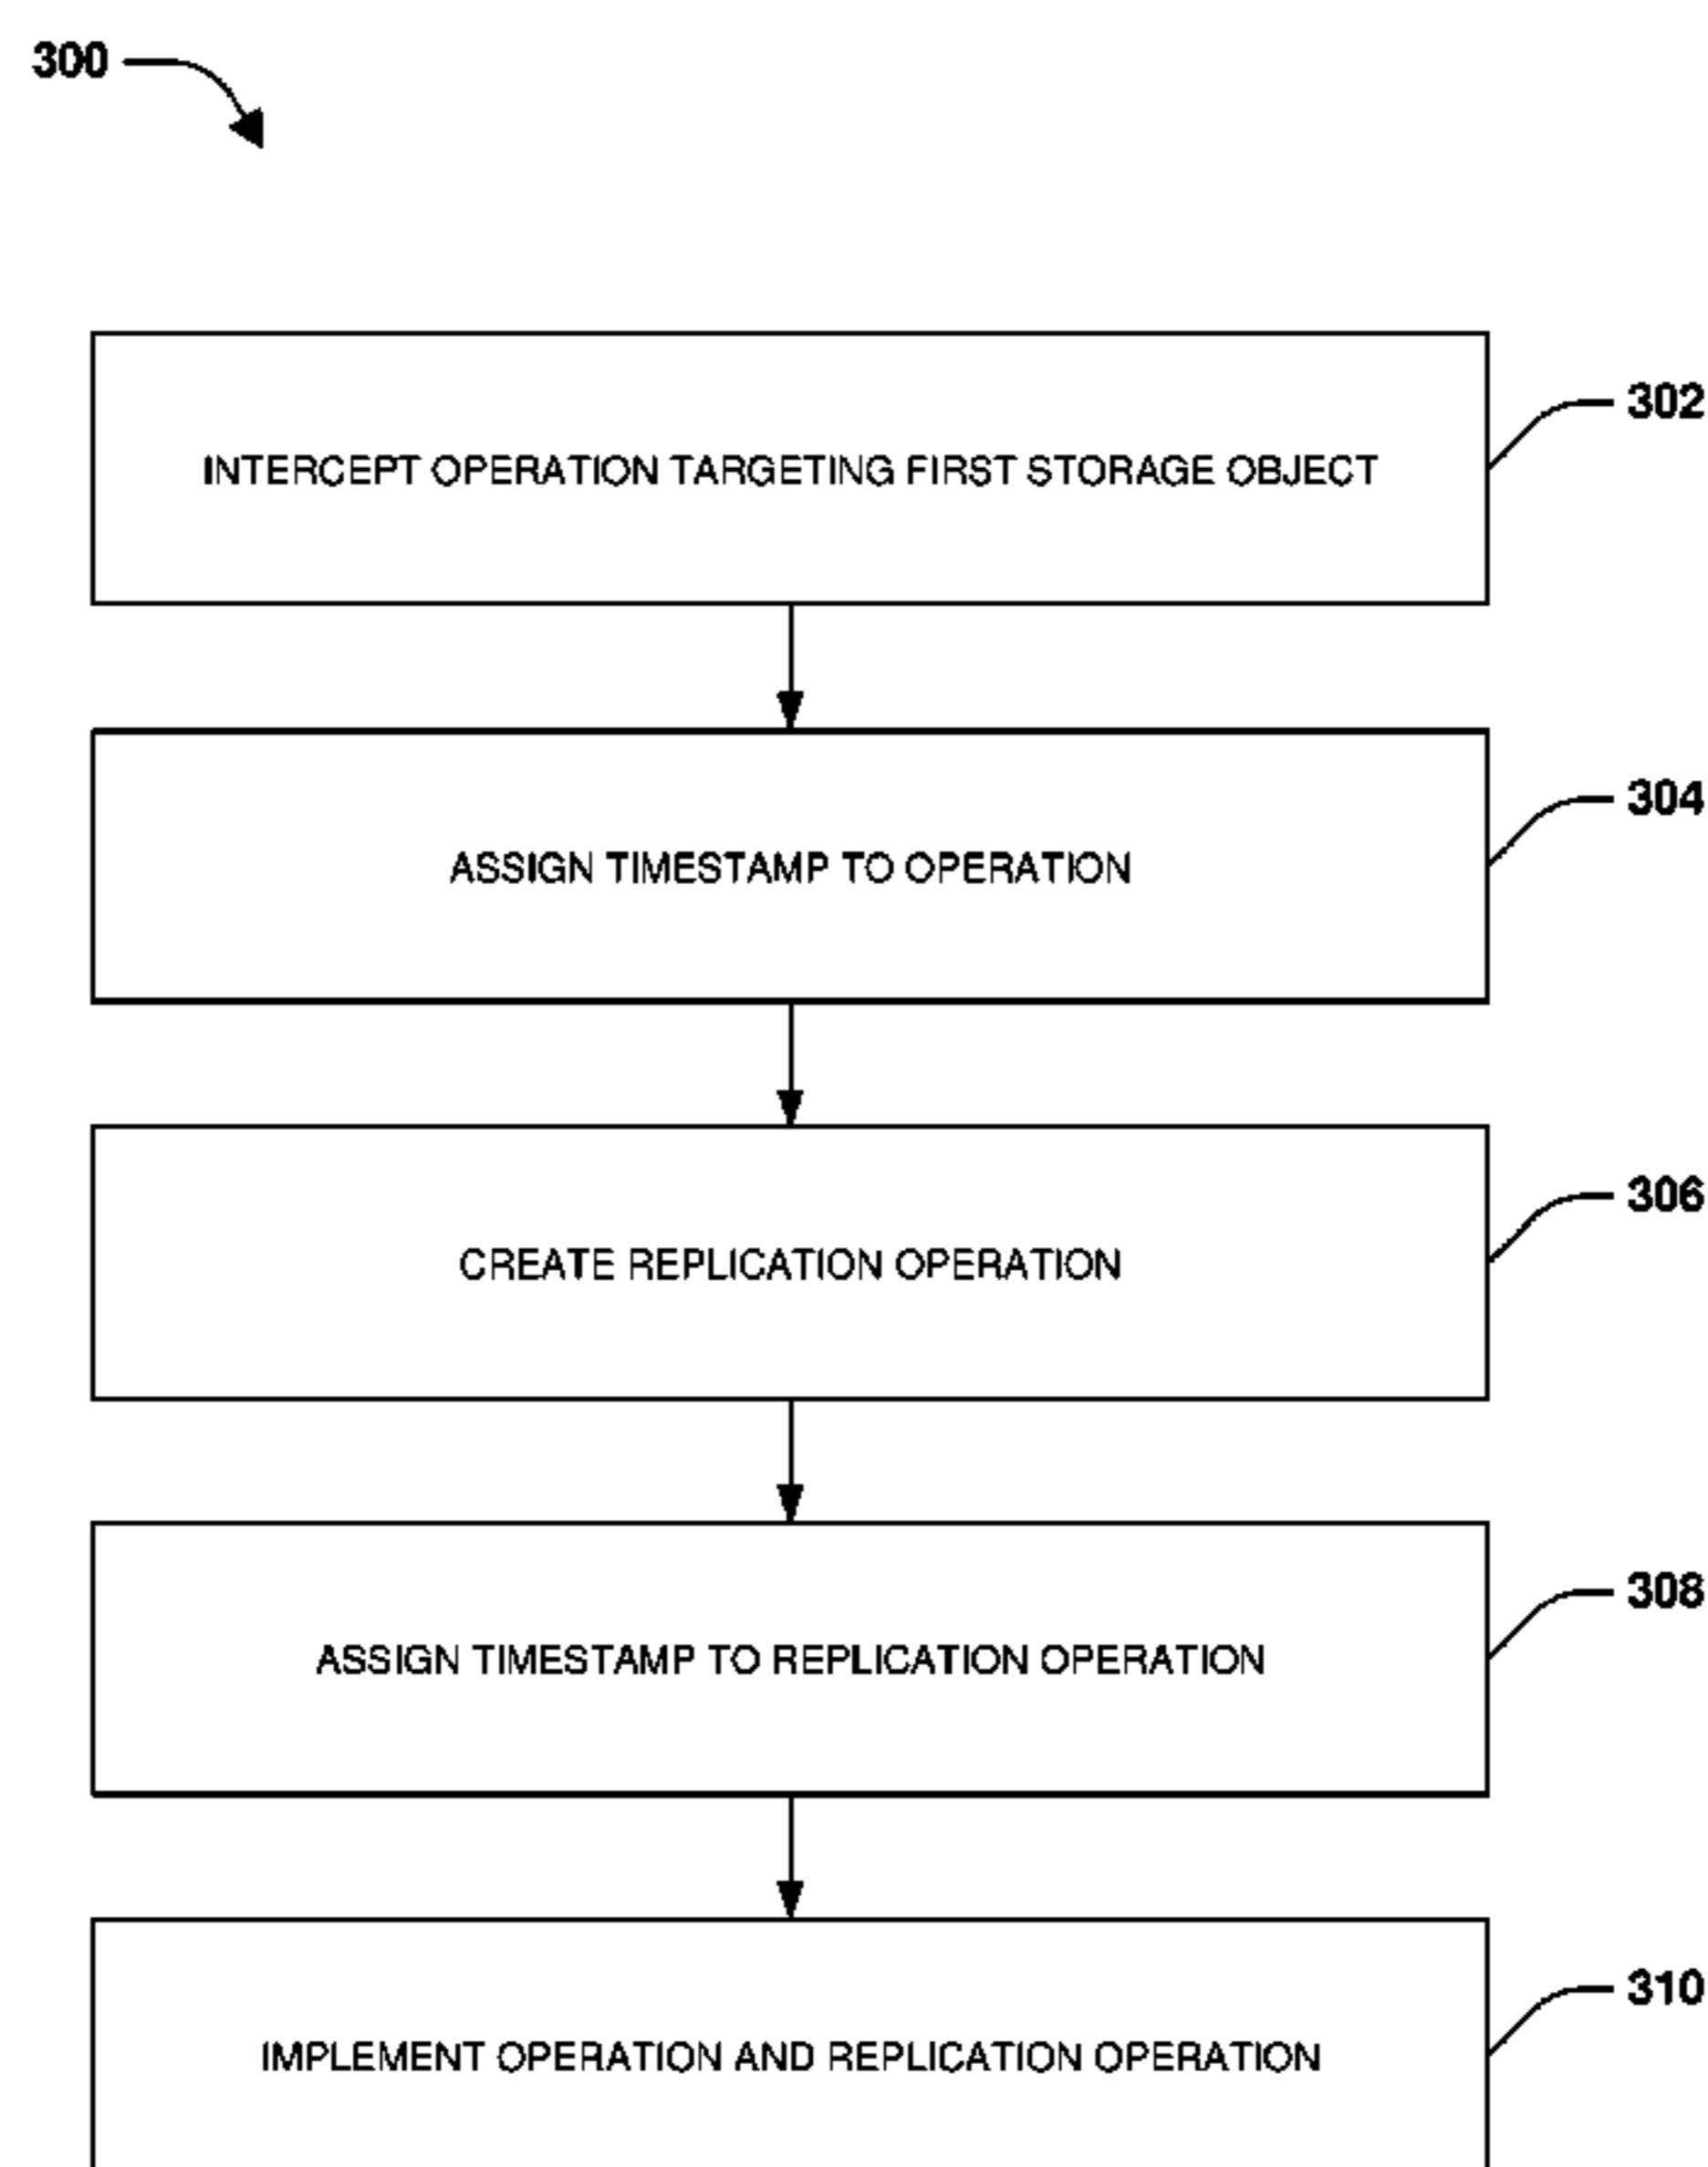 300
INTERCEPT OPERATION TARGETING FIRST STORAGE OBJECT
302
ASSIGN TIMESTAMP TO OPERATION
304
CREATE REPLICATION OPERATION
306
ASSIGN TIMESTAMP TO REPLICATION OPERATION
308
IMPLEMENT OPERATION AND REPLICATION OPERATION
310